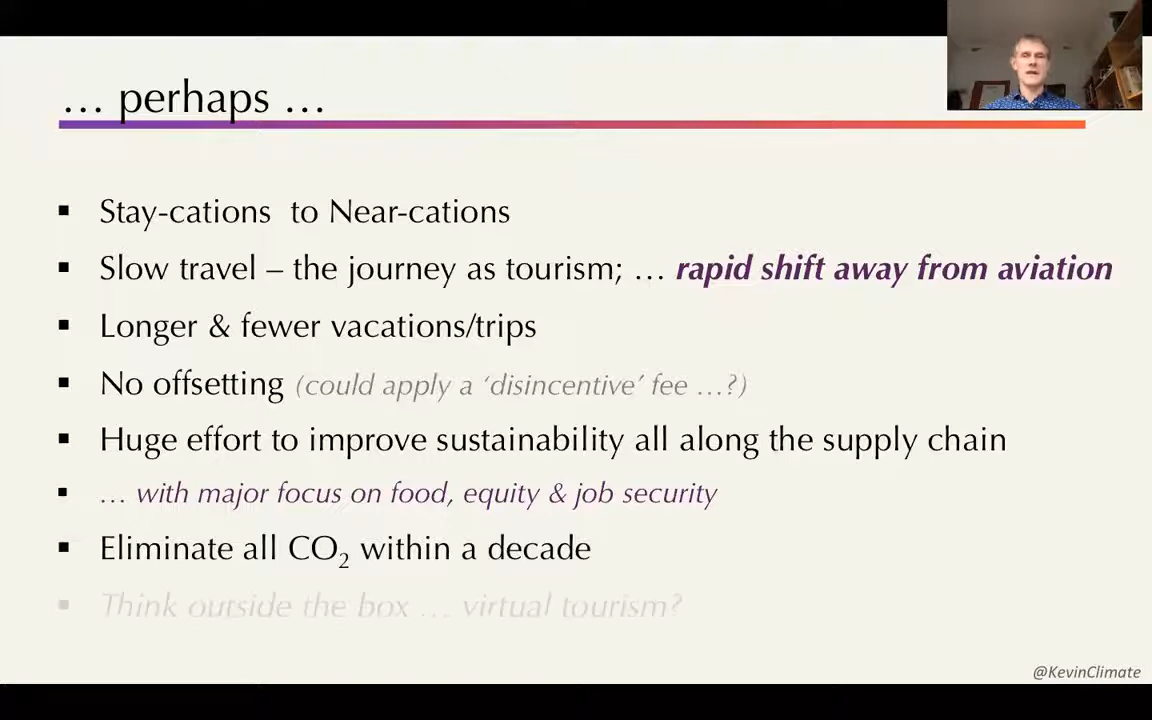 … perhaps …
▪ Stay-cations to Near-cations
▪ Slow travel – the journey as tourism; … rapid shift away from aviation
▪ Longer & fewer vacations/trips
▪ No offsetting (could apply a ‘disincentive’ fee …?)
▪ Huge effort to improve sustainability all along the supply chain
▪ … with major focus on food, equity & job security
▪ Eliminate all CO₂ within a decade
▪ Think outside the box … virtual tourism?
@KevinClimate